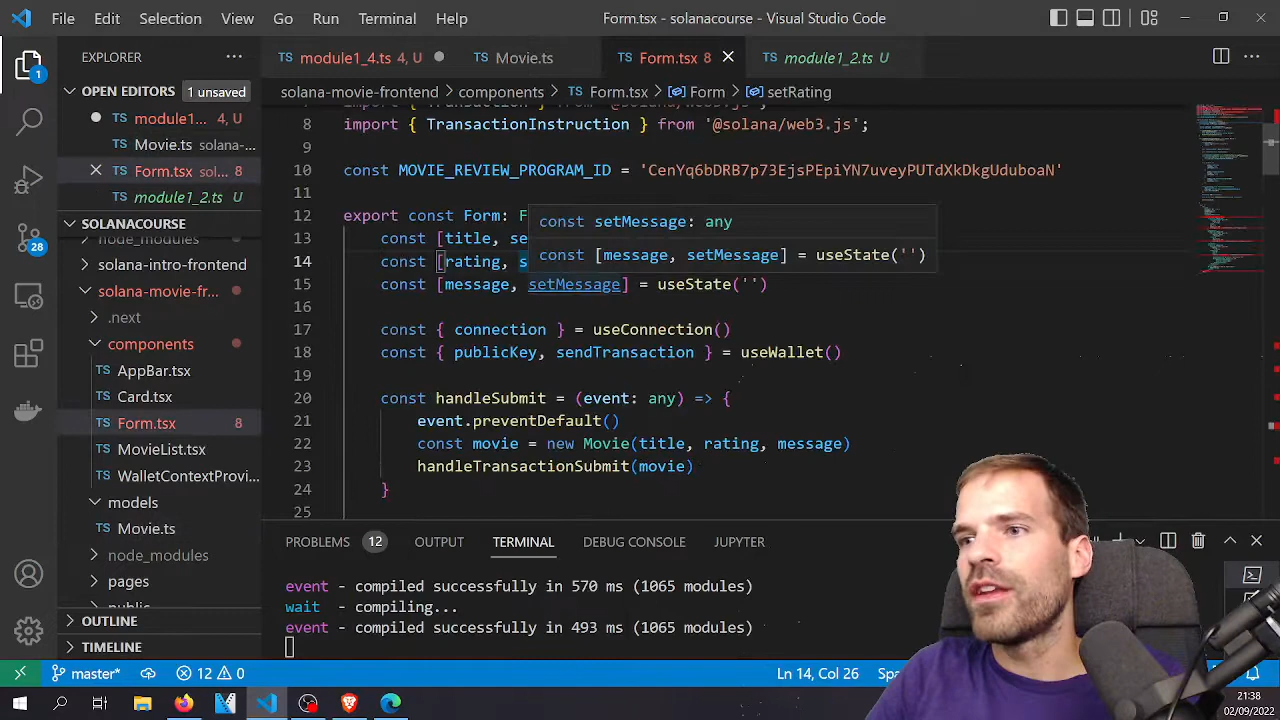 File Edit Selection View Go Run Terminal Help
Form.tsx - solanacourse - Visual Studio Code
EXPLORER
OPEN EDITORS 1 unsaved
module1... 4, U
Movie.ts solana-...
Form.tsx sol... 8
module1_2.ts U
SOLANACOURSE
node_modules
solana-intro-frontend
solana-movie-fr...
.next
components
AppBar.tsx
Card.tsx
Form.tsx 8
MovieList.tsx
WalletContextProvi...
models
Movie.ts
node_modules
pages
public
OUTLINE
TIMELINE
1
28
module1_4.ts 4, U
Movie.ts
Form.tsx 8
module1_2.ts U
solana-movie-frontend > components > Form.tsx > Form > setRating
8 import { TransactionInstruction } from '@solana/web3.js';
9
10 const MOVIE_REVIEW_PROGRAM_ID = 'CenYq6bDRB7p73EjsPEpiYN7uveyPUTdXkDkgUduboaN'
11
12 export const Form: F
const setMessage: any
13 const [title, se
14 const [rating, s
const [message, setMessage] = useState('')
15 const [message, setMessage] = useState('')
16
17 const { connection } = useConnection()
18 const { publicKey, sendTransaction } = useWallet()
19
20 const handleSubmit = (event: any) => {
21 event.preventDefault()
22 const movie = new Movie(title, rating, message)
23 handleTransactionSubmit(movie)
24 }
25
PROBLEMS 12 OUTPUT TERMINAL DEBUG CONSOLE JUPYTER
event - compiled successfully in 570 ms (1065 modules)
wait - compiling...
event - compiled successfully in 493 ms (1065 modules)
master* 12 0
Ln 14, Col 26
21:38
02/09/2022